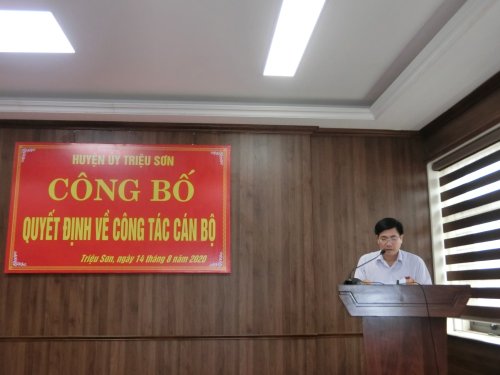 HUYỆN ỦY TRIỆU SƠN
CÔNG BỐ
QUYẾT ĐỊNH VỀ CÔNG TÁC CÁN BỘ
Triệu Sơn, ngày 14 tháng 8 năm 2020